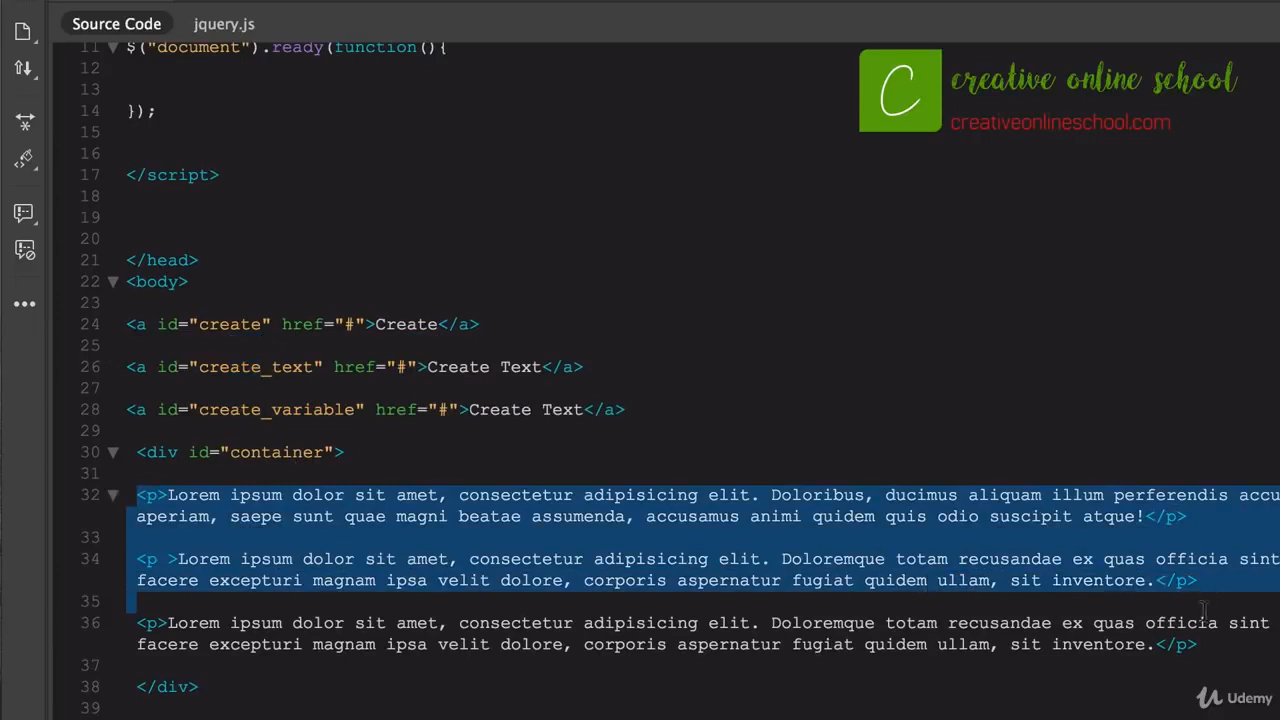 Source Code jquery.js
11 ▼ $("document").ready(function(){
12
13
14 });
15
16
17 </script>
18
19
20
21 </head>
22 ▼ <body>
23
24 <a id="create" href="#">Create</a>
25
26 <a id="create_text" href="#">Create Text</a>
27
28 <a id="create_variable" href="#">Create Text</a>
29
30 ▼ <div id="container">
31
32 ▼ <p>Lorem ipsum dolor sit amet, consectetur adipisicing elit. Doloribus, ducimus aliquam illum perferendis accu
aperiam, saepe sunt quae magni beatae assumenda, accusamus animi quidem quis odio suscipit atque!</p>
33
34 <p >Lorem ipsum dolor sit amet, consectetur adipisicing elit. Doloremque totam recusandae ex quas officia sint
facere excepturi magnam ipsa velit dolore, corporis aspernatur fugiat quidem ullam, sit inventore.</p>
35
36 <p>Lorem ipsum dolor sit amet, consectetur adipisicing elit. Doloremque totam recusandae ex quas officia sint
facere excepturi magnam ipsa velit dolore, corporis aspernatur fugiat quidem ullam, sit inventore.</p>
37
38 </div>
39
C creative online school
creativeonlineschool.com
Udemy